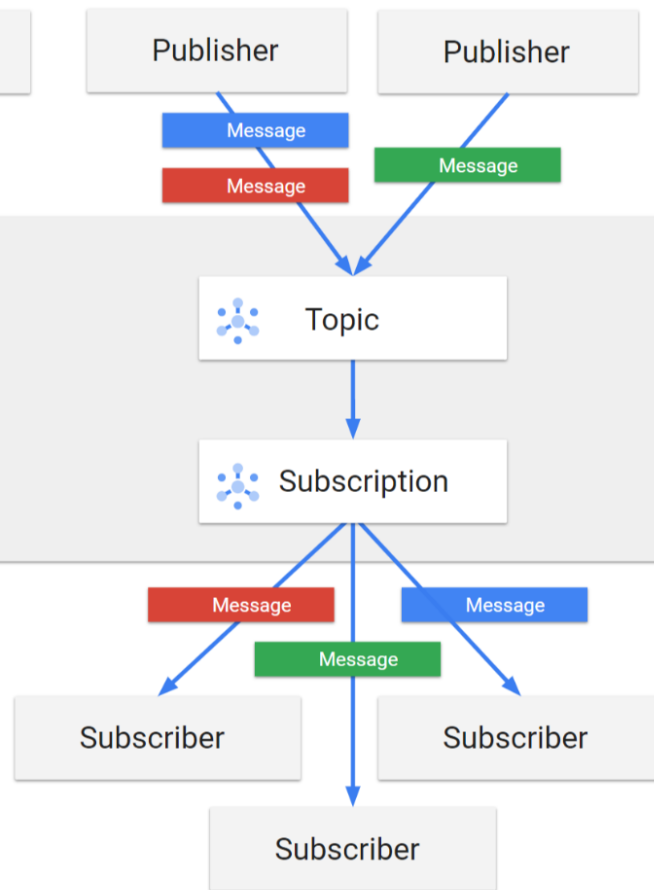 Publisher
Publisher
Message
Message
Message
Topic
Subscription
Message
Message
Message
Subscriber
Subscriber
Subscriber